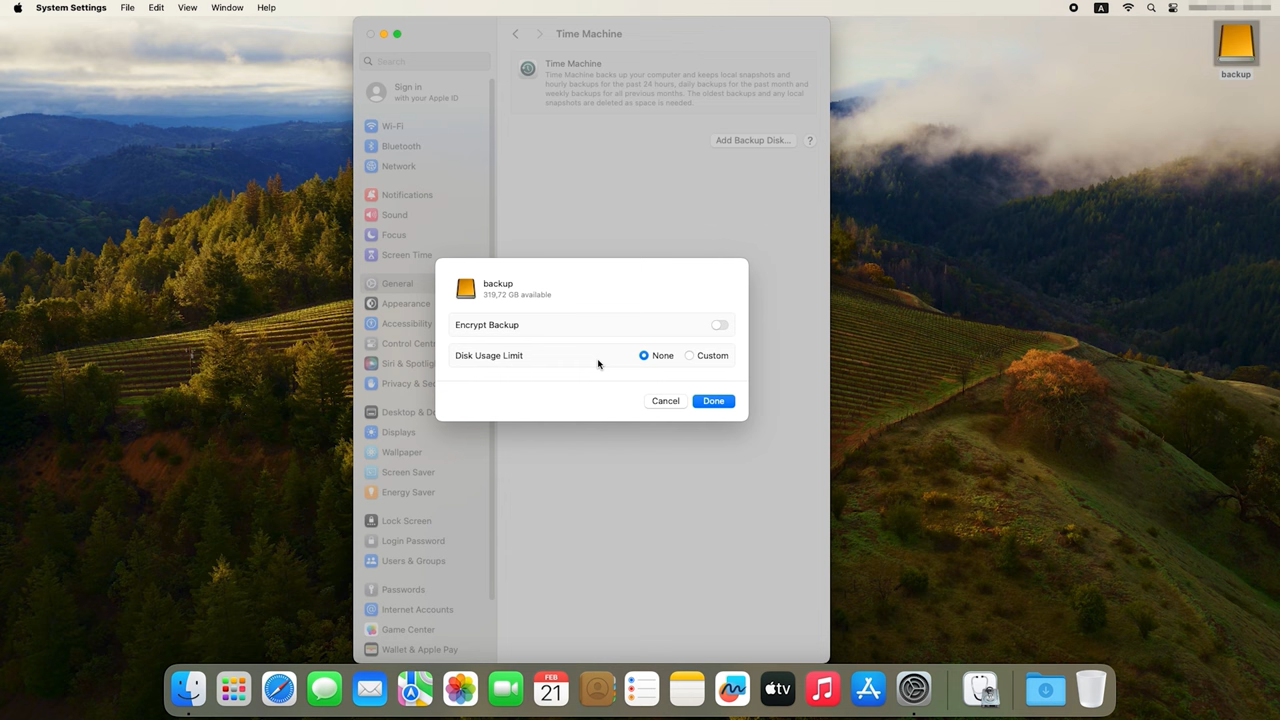 System Settings File Edit View Window Help
A
backup
Time Machine
Search
Sign in
with your Apple ID
Wi-Fi
Bluetooth
Network
Notifications
Sound
Focus
Screen Time
General
Appearance
Accessibility
Control Cent
Siri & Spotlig
Privacy & Se
Desktop & D
Displays
Wallpaper
Screen Saver
Energy Saver
Lock Screen
Login Password
Users & Groups
Passwords
Internet Accounts
Game Center
Wallet & Apple Pay
Time Machine
Time Machine backs up your computer and keeps local snapshots and
hourly backups for the past 24 hours, daily backups for the past month and
weekly backups for all previous months. The oldest backups and any local
snapshots are deleted as space is needed.
Add Backup Disk... ?
backup
319,72 GB available
Encrypt Backup
Disk Usage Limit None Custom
Cancel Done
FEB
21
tv